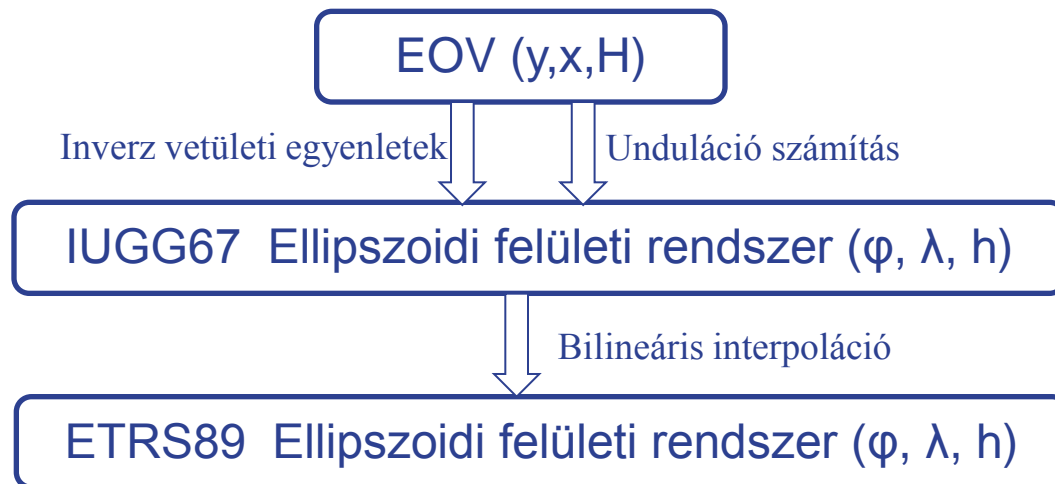 EOV (y,x,H)
Inverz vetületi egyenletek
Unduláció számítás
IUGG67 Ellipszoidi felületi rendszer (φ, λ, h)
Bilineáris interpoláció
ETRS89 Ellipszoidi felületi rendszer (φ, λ, h)